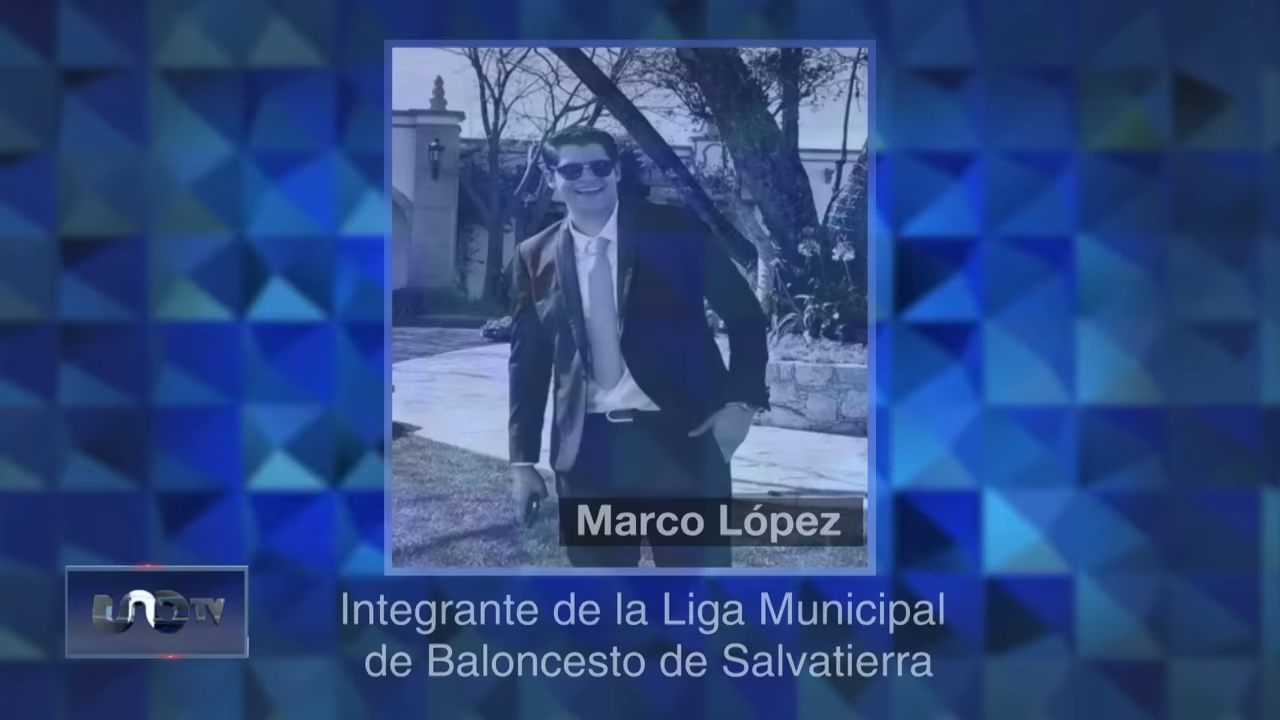 Marco López
UNO TV
Integrante de la Liga Municipal
de Baloncesto de Salvatierra